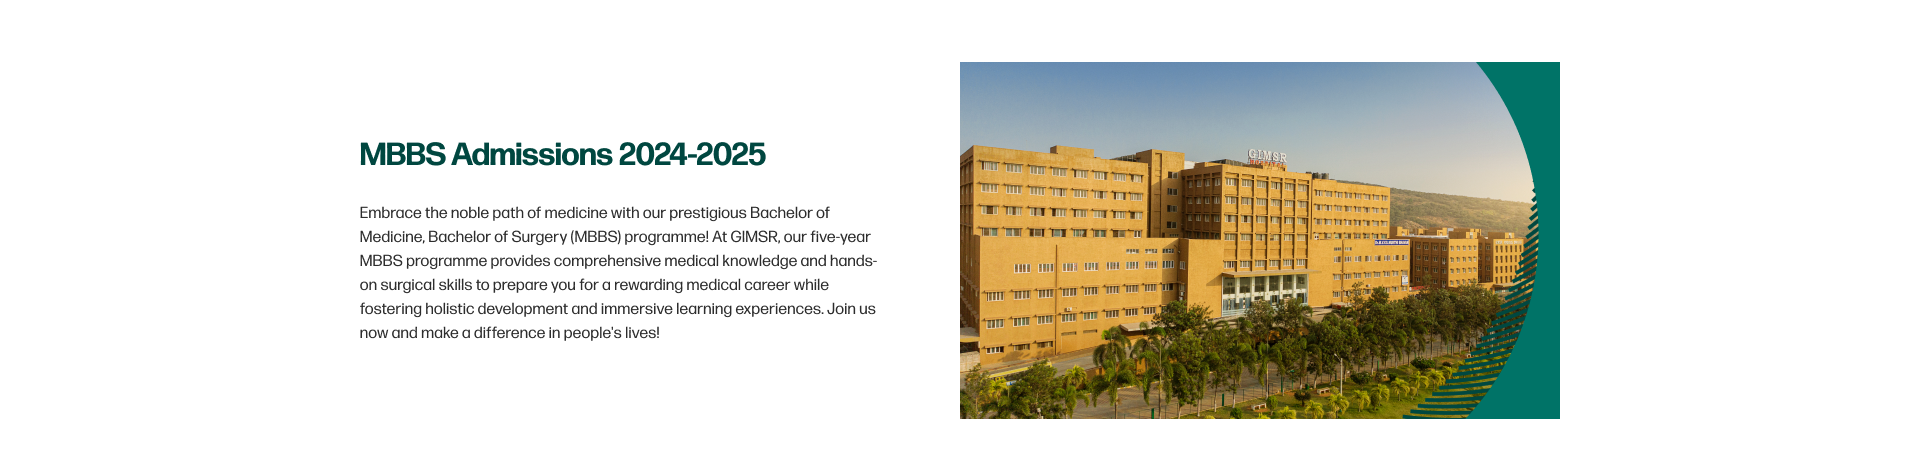 MBBS Admissions 2024-2025
Embrace the noble path of medicine with our prestigious Bachelor of
Medicine, Bachelor of Surgery (MBBS) programme! At GIMSR, our five-year
MBBS programme provides comprehensive medical knowledge and hands-
on surgical skills to prepare you for a rewarding medical career while
fostering holistic development and immersive learning experiences. Join us
now and make a difference in people's lives!
GIMSR